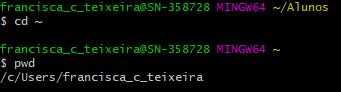 francisca_c_teixeira@SN-358728 MINGW64 ~/Alunos
$ cd ~
francisca_c_teixeira@SN-358728 MINGW64 ~
$ pwd
/c/Users/francisca_c_teixeira